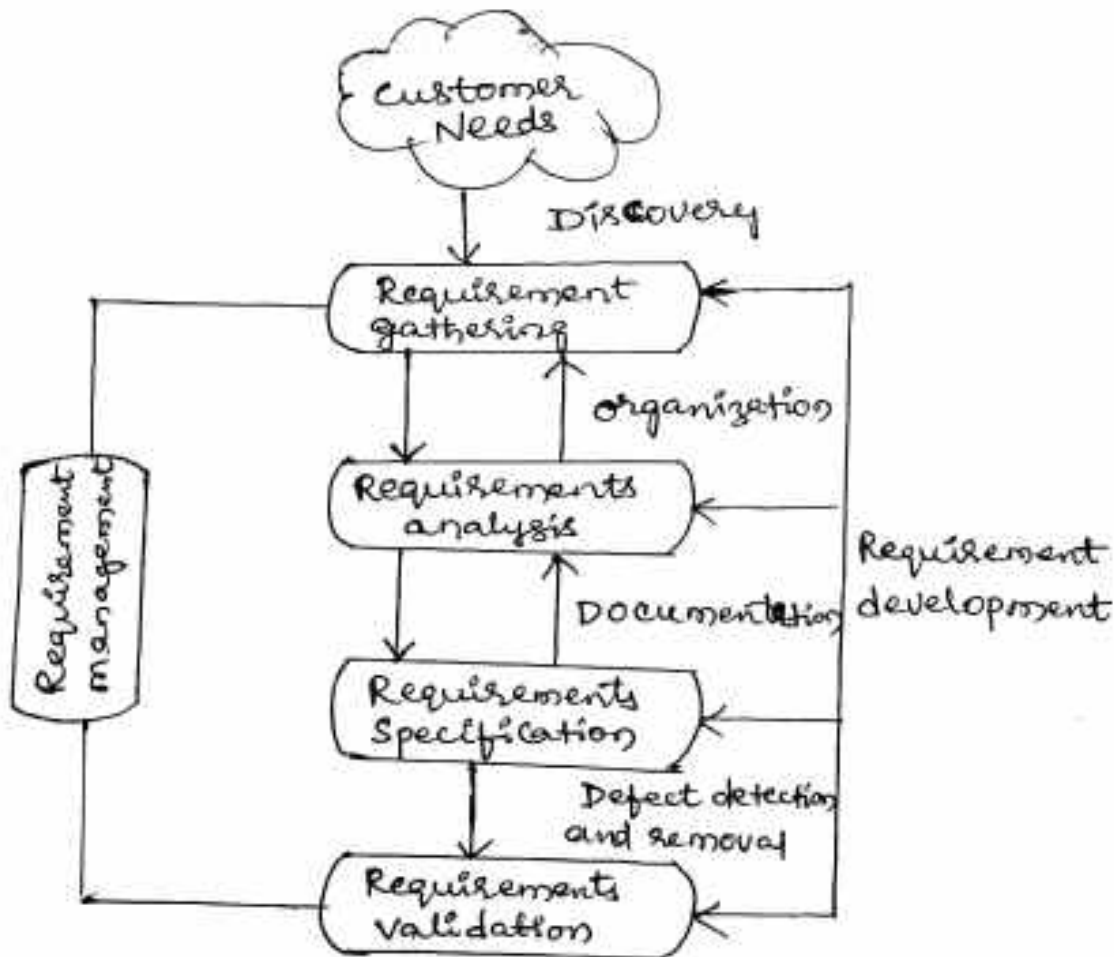 Customer
Needs
Discovery
Requirement
gathering
organization
Requirement
management
Requirements
analysis
Requirement
development
Documentation
Requirements
Specification
Defect detection
and removal
Requirements
validation